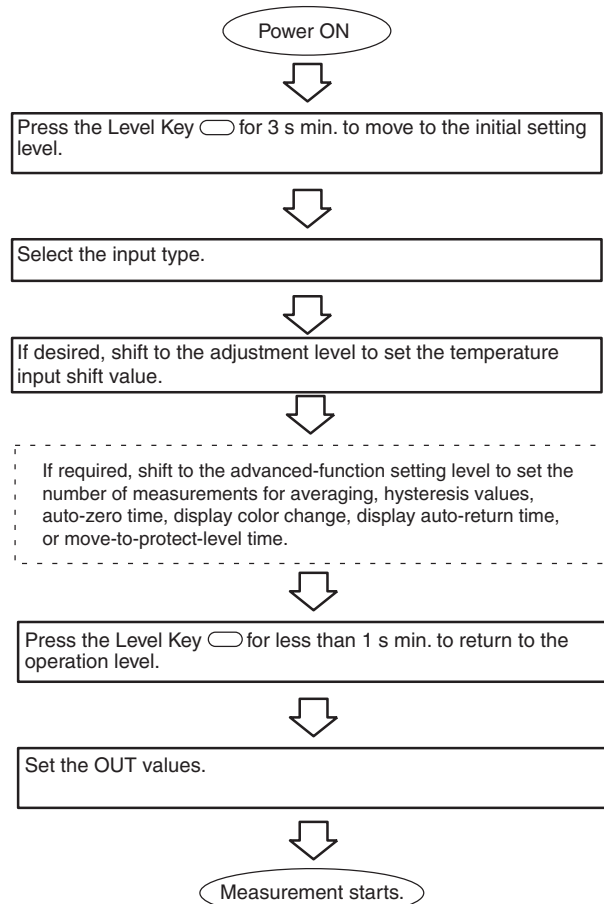 Power ON
Press the Level Key for 3 s min. to move to the initial setting
level.
Select the input type.
If desired, shift to the adjustment level to set the temperature
input shift value.
If required, shift to the advanced-function setting level to set the
number of measurements for averaging, hysteresis values,
auto-zero time, display color change, display auto-return time,
or move-to-protect-level time.
Press the Level Key for less than 1 s min. to return to the
operation level.
Set the OUT values.
Measurement starts.